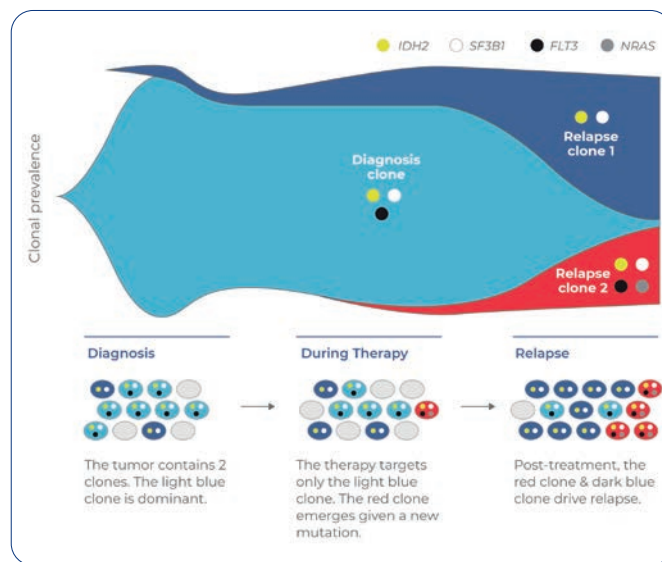 IDH2 SF3B1 FLT3 NRAS
Clonal prevalence
Relapse
clone 1
Diagnosis
clone
Relapse
clone 2
Diagnosis
The tumor contains 2
clones. The light blue
clone is dominant.
During Therapy
The therapy targets
only the light blue
clone. The red clone
emerges given a new
mutation.
Relapse
Post-treatment, the
red clone & dark blue
clone drive relapse.